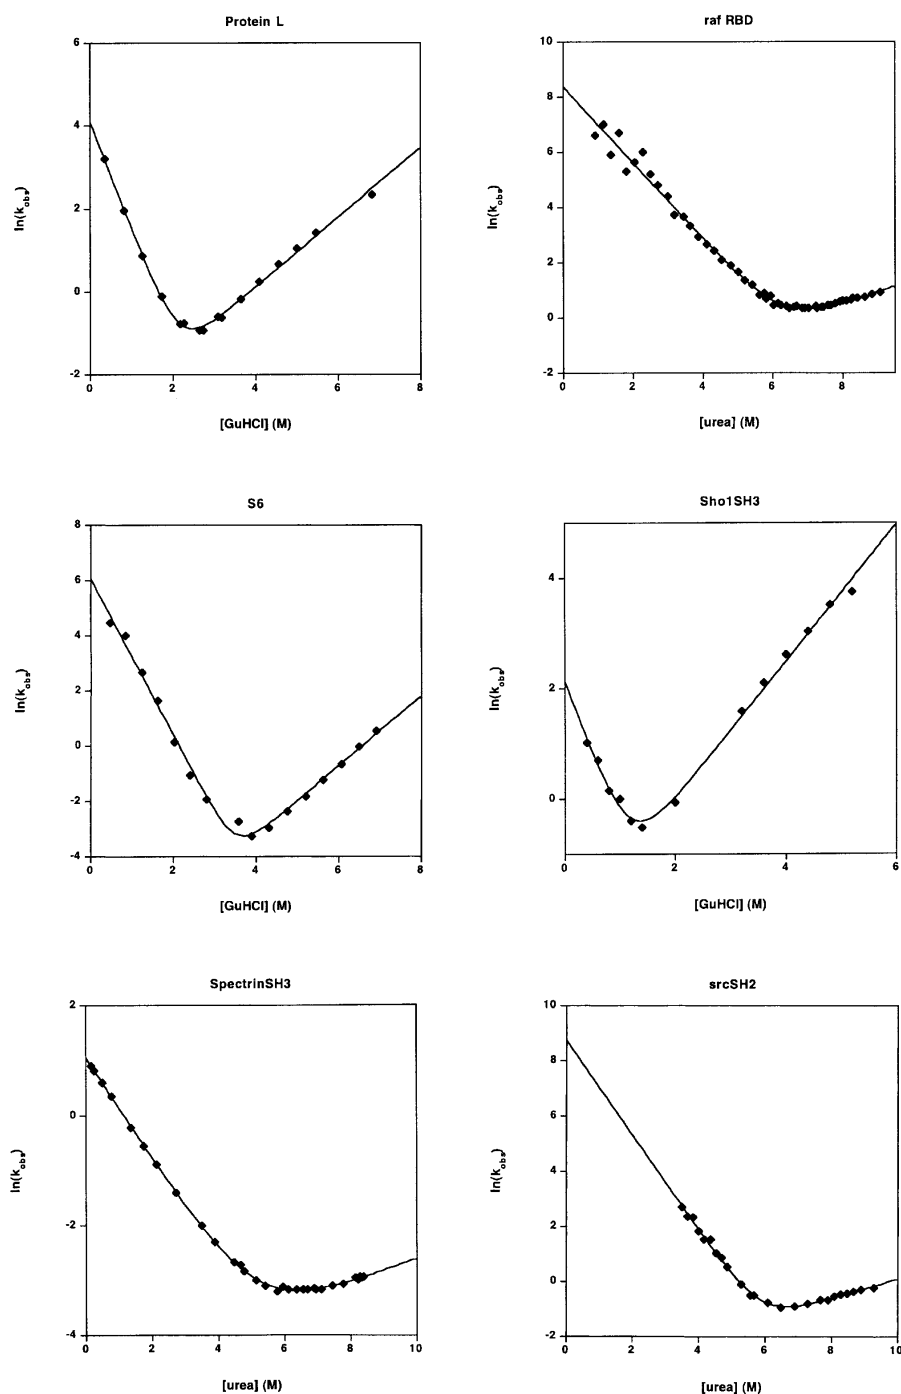 Protein L
6
4
2
0
-2
ln(kobs)
0 2 4 6 8
[GuHCl] (M)
raf RBD
10
8
6
4
2
0
-2
ln(kobs)
0 2 4 6 8
[urea] (M)
S6
8
6
4
2
0
-2
-4
ln(kobs)
0 2 4 6 8
[GuHCl] (M)
Sho1SH3
4
2
0
ln(kobs)
0 2 4 6
[GuHCl] (M)
SpectrinSH3
2
0
-2
-4
ln(kobs)
0 2 4 6 8 10
[urea] (M)
srcSH2
10
8
6
4
2
0
-2
ln(kobs)
0 2 4 6 8 10
[urea] (M)